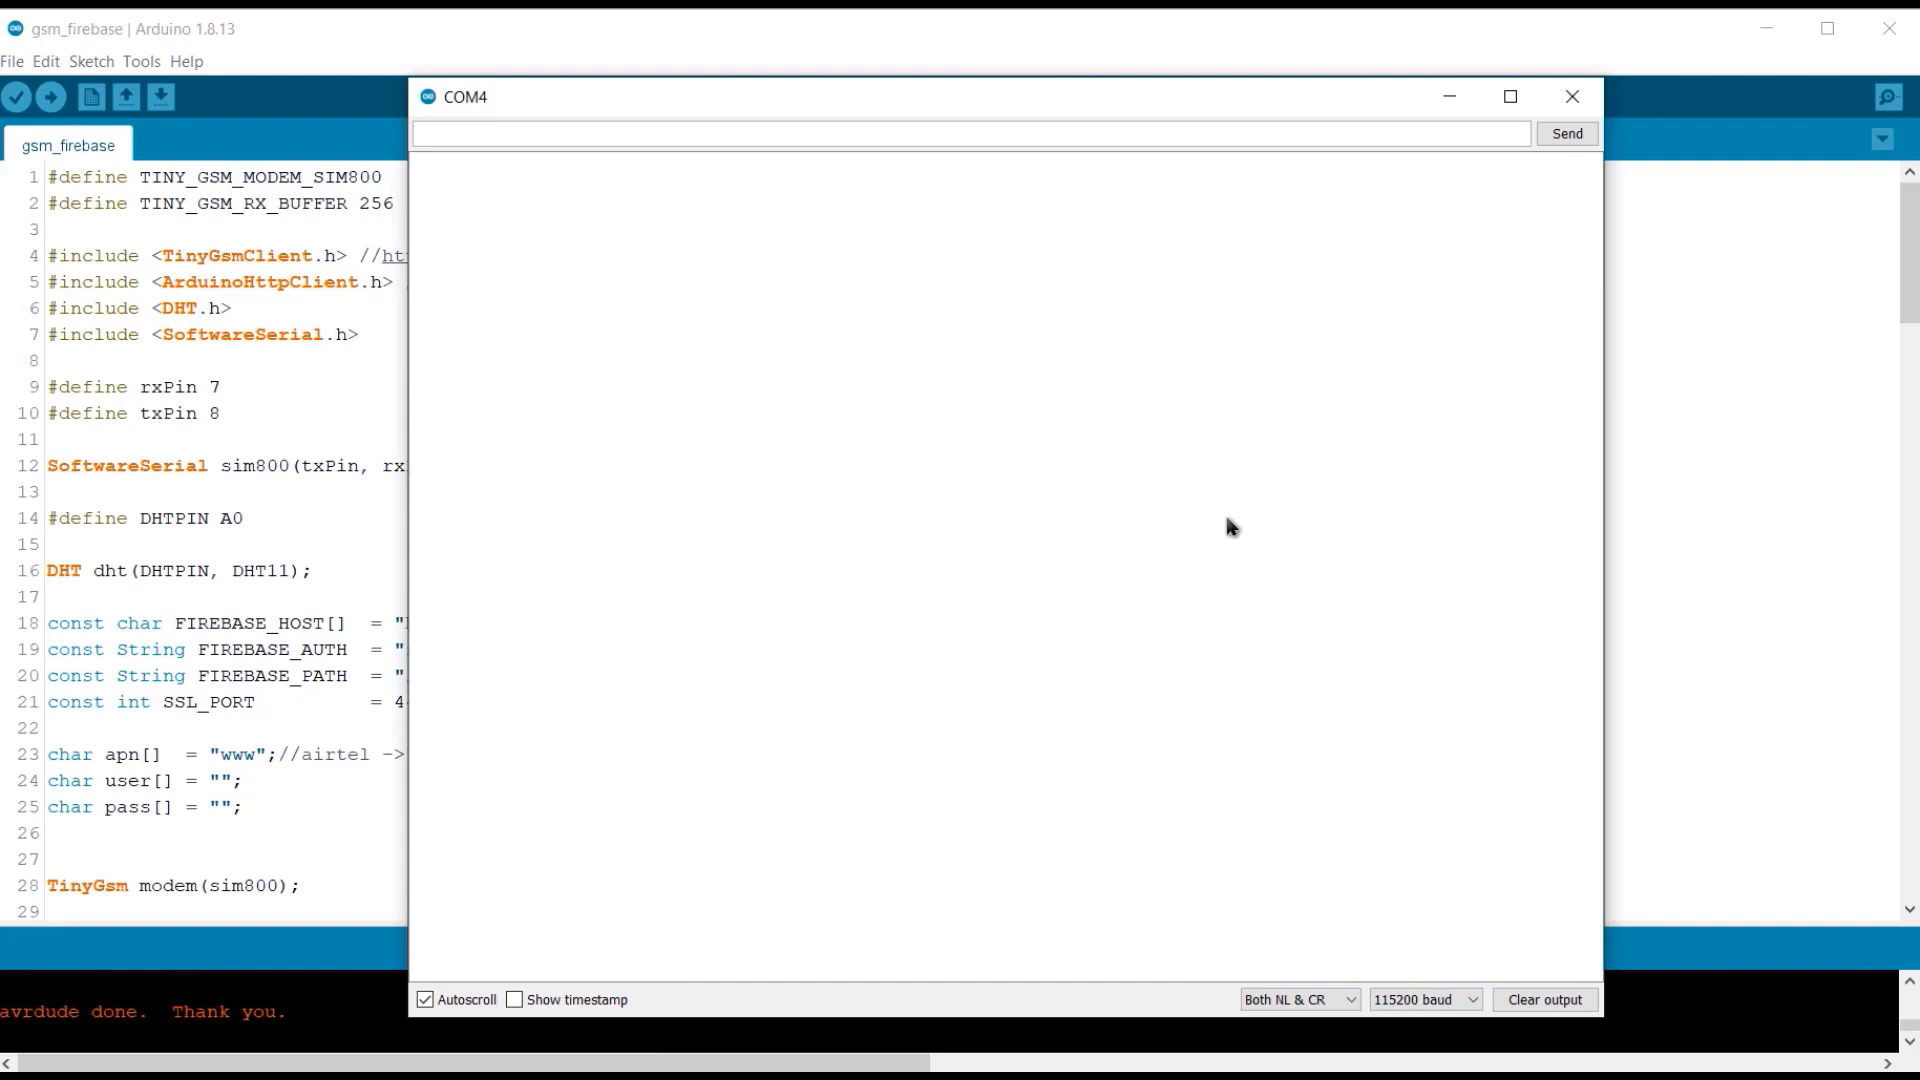 gsm_firebase | Arduino 1.8.13
File Edit Sketch Tools Help
COM4
Send
gsm_firebase
1 #define TINY_GSM_MODEM_SIM800
2 #define TINY_GSM_RX_BUFFER 256
3
4 #include <TinyGsmClient.h> //ht
5 #include <ArduinoHttpClient.h>
6 #include <DHT.h>
7 #include <SoftwareSerial.h>
8
9 #define rxPin 7
10 #define txPin 8
11
12 SoftwareSerial sim800(txPin, rx
13
14 #define DHTPIN A0
15
16 DHT dht(DHTPIN, DHT11);
17
18 const char FIREBASE_HOST[] = "
19 const String FIREBASE_AUTH = "
20 const String FIREBASE_PATH = "
21 const int SSL_PORT = 4
22
23 char apn[] = "www";//airtel ->
24 char user[] = "";
25 char pass[] = "";
26
27
28 TinyGsm modem(sim800);
29
Autoscroll Show timestamp Both NL & CR 115200 baud Clear output
avrdude done. Thank you.